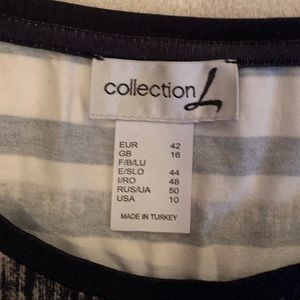 collection L
EUR 42
GB 16
F/B/LU
E/SLO 44
I/RO 48
RUS/UA 50
USA 10
MADE IN TURKEY